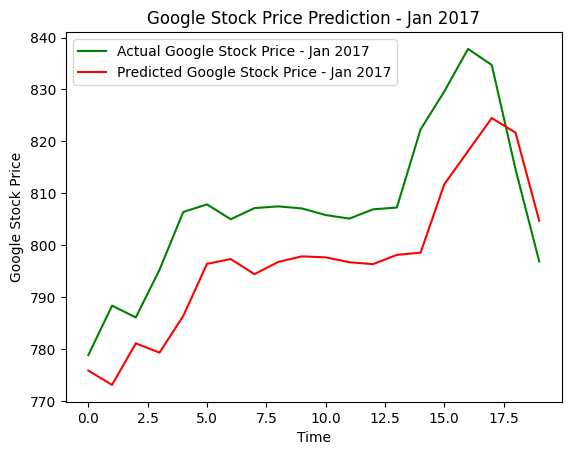 Google Stock Price Prediction - Jan 2017
Actual Google Stock Price - Jan 2017
Predicted Google Stock Price - Jan 2017
Google Stock Price
840
830
820
810
800
790
780
770
0.0 2.5 5.0 7.5 10.0 12.5 15.0 17.5
Time